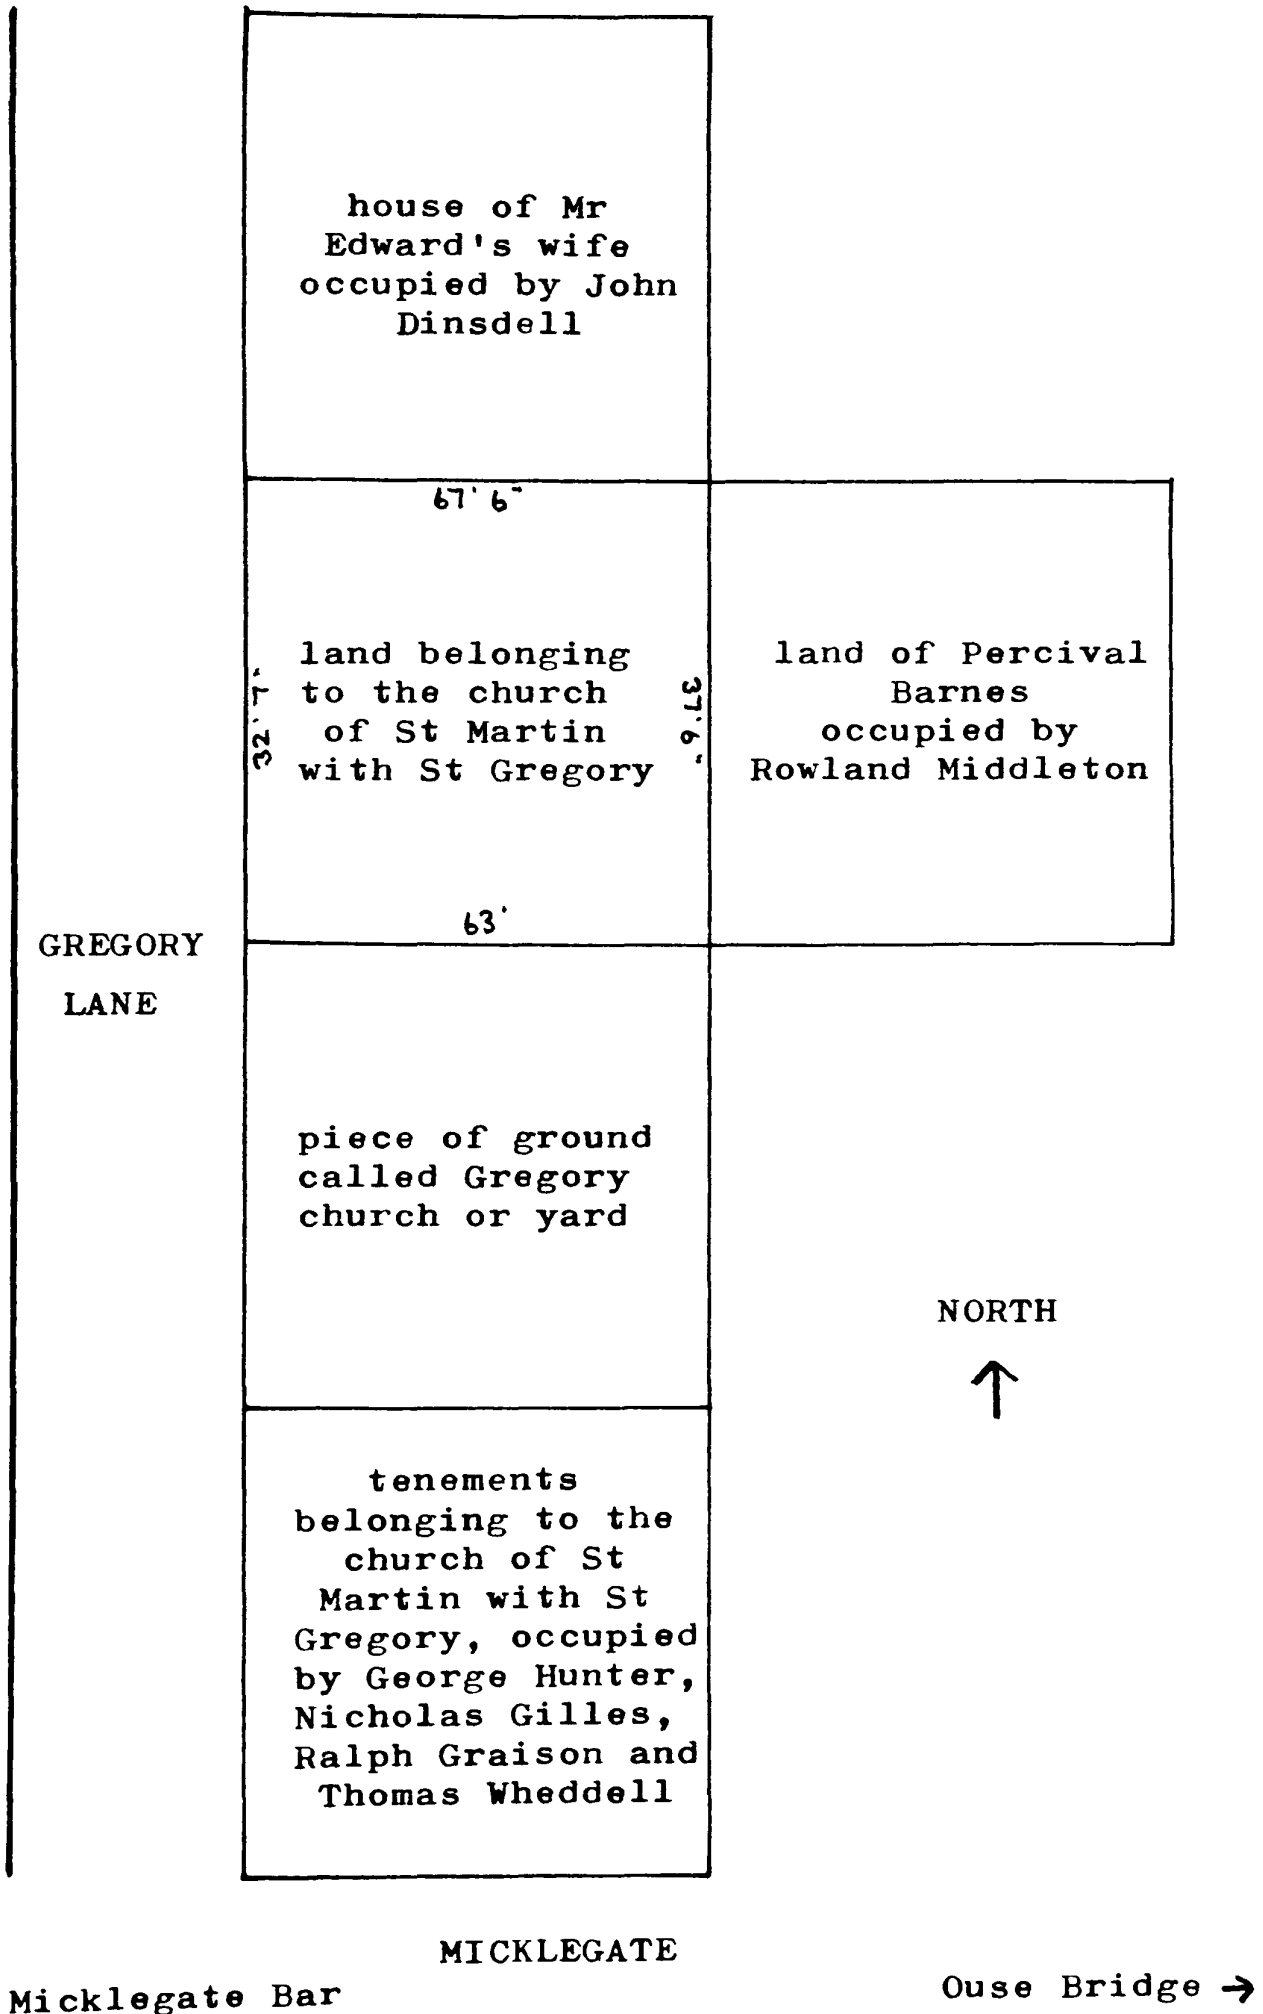 house of Mr
Edward's wife
occupied by John
Dinsdell
67' 6"
land belonging
to the church
of St Martin
with St Gregory
32' 7"
37' 6"
63'
land of Percival
Barnes
occupied by
Rowland Middleton
GREGORY
LANE
piece of ground
called Gregory
church or yard
NORTH
↑
tenements
belonging to the
church of St
Martin with St
Gregory, occupied
by George Hunter,
Nicholas Gilles,
Ralph Graison and
Thomas Wheddell
MICKLEGATE
Micklegate Bar
Ouse Bridge →